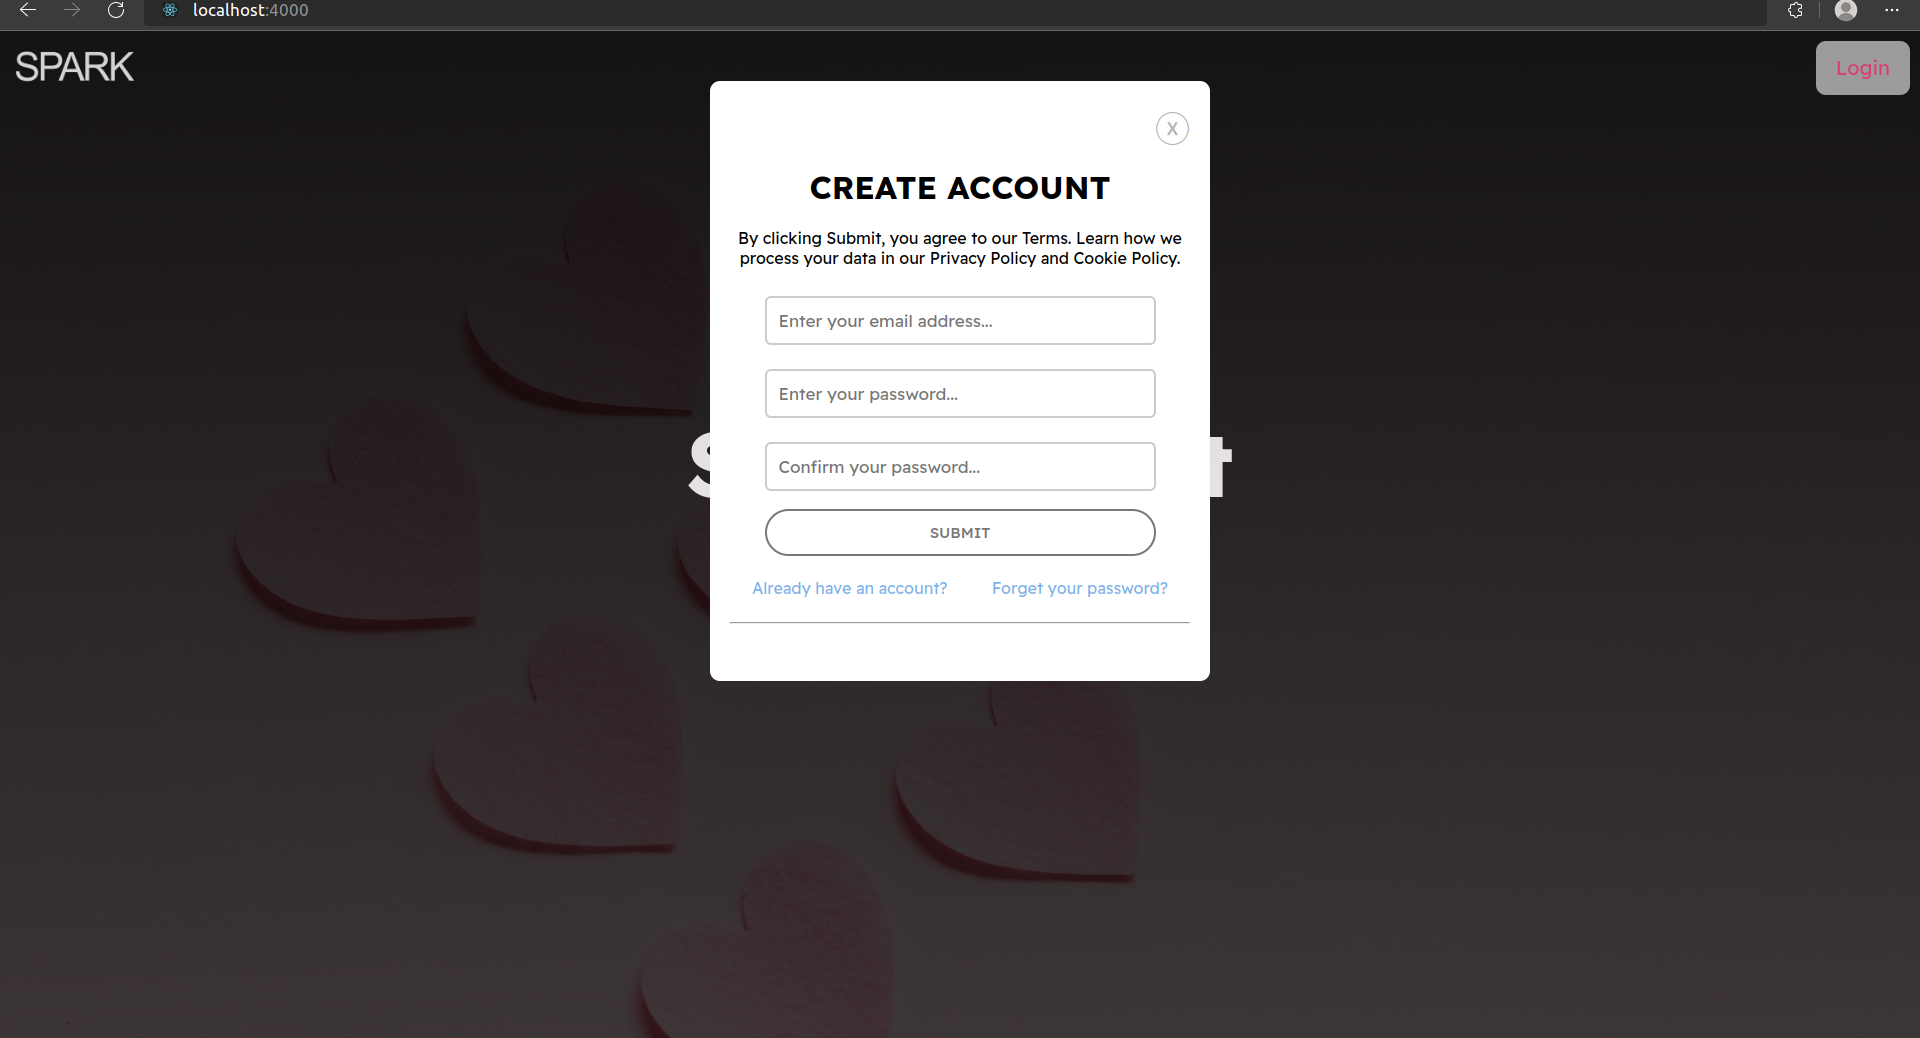 localhost:4000
SPARK
Login
X
CREATE ACCOUNT
By clicking Submit, you agree to our Terms. Learn how we
process your data in our Privacy Policy and Cookie Policy.
Enter your email address...
Enter your password...
S t
Confirm your password...
SUBMIT
Already have an account? Forget your password?